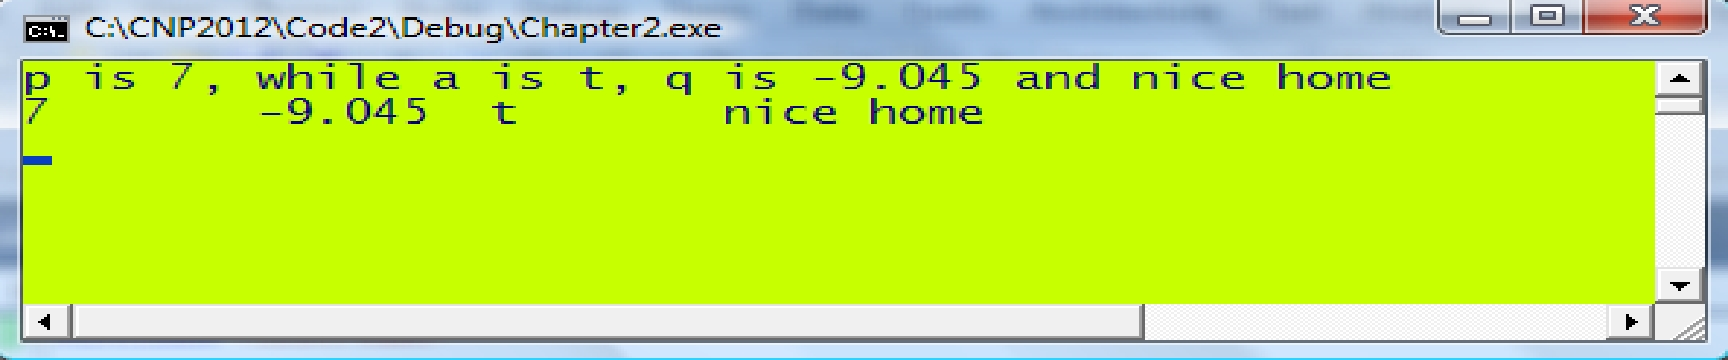 C:\CNP2012\Code2\Debug\Chapter2.exe
p is 7, while a is t, q is -9.045 and nice home
7       -9.045  t       nice home